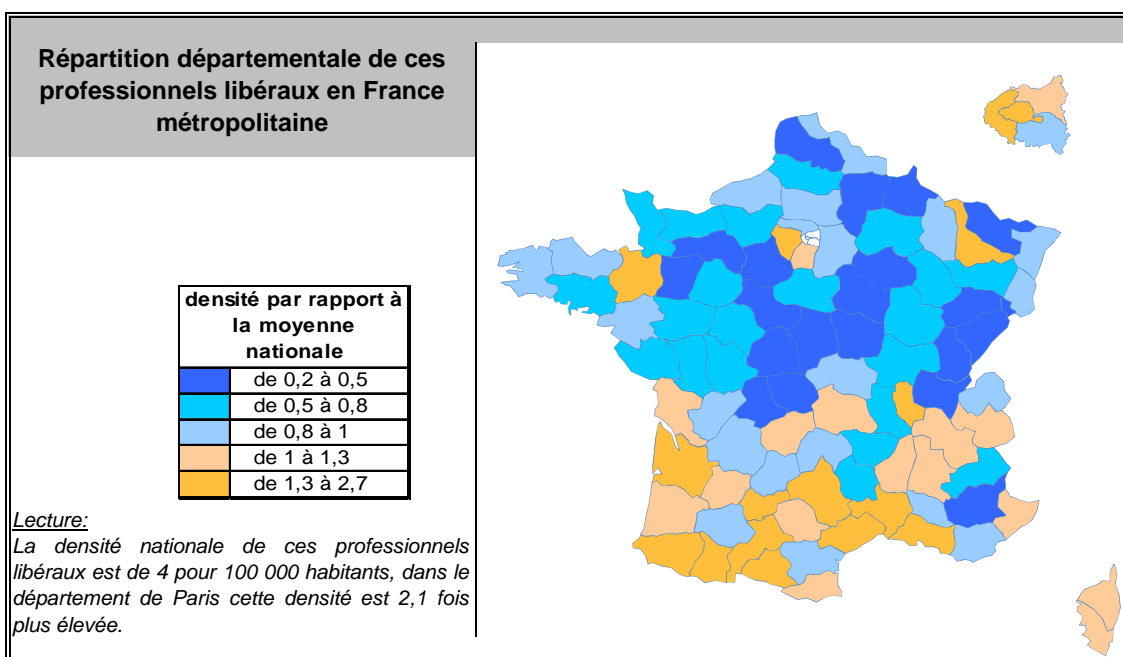 Répartition départementale de ces
professionnels libéraux en France
métropolitaine
densité par rapport à
la moyenne
nationale
de 0,2 à 0,5
de 0,5 à 0,8
de 0,8 à 1
de 1 à 1,3
de 1,3 à 2,7
Lecture:
La densité nationale de ces professionnels
libéraux est de 4 pour 100 000 habitants, dans le
département de Paris cette densité est 2,1 fois
plus élevée.